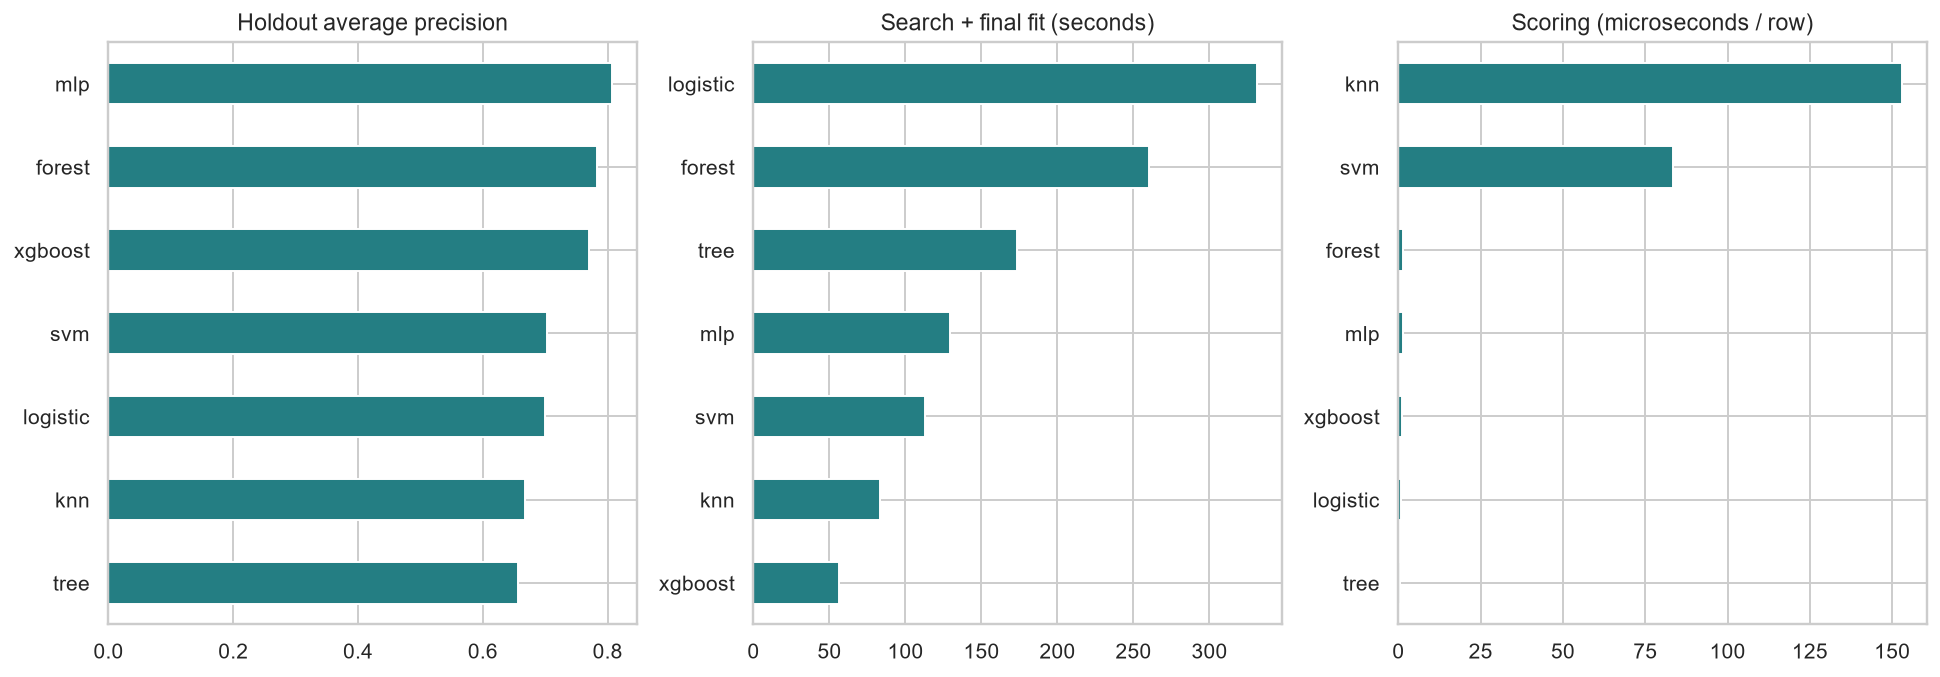 Holdout average precision
mlp
forest
xgboost
svm
logistic
knn
tree
0.0 0.2 0.4 0.6 0.8
Search + final fit (seconds)
logistic
forest
tree
mlp
svm
knn
xgboost
0 50 100 150 200 250 300
Scoring (microseconds / row)
knn
svm
forest
mlp
xgboost
logistic
tree
0 25 50 75 100 125 150